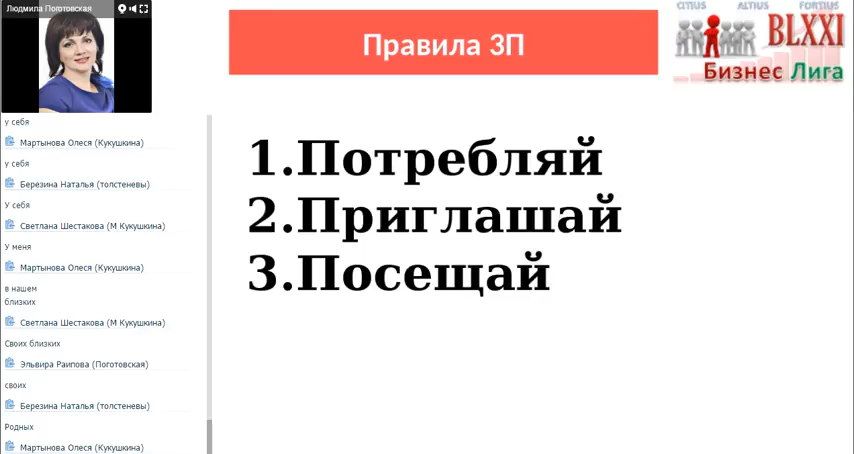 Людмила Поготовская
у себя
Мартынова Олеся (Кукушкина)
у себя
Березина Наталья (толстеневы)
У себя
Светлана Шестакова (М Кукушкина)
У меня
Мартынова Олеся (Кукушкина)
в нашем
близких
Светлана Шестакова (М Кукушкина)
Своих близких
Эльвира Раипова (Поготовская)
своих
Березина Наталья (толстеневы)
Родных
Мартынова Олеся (Кукушкина)
Правила 3П
1.Потребляй
2.Приглашай
3.Посещай
CITIUS ALTIUS FORTIUS
BLXXI
Бизнес Лига